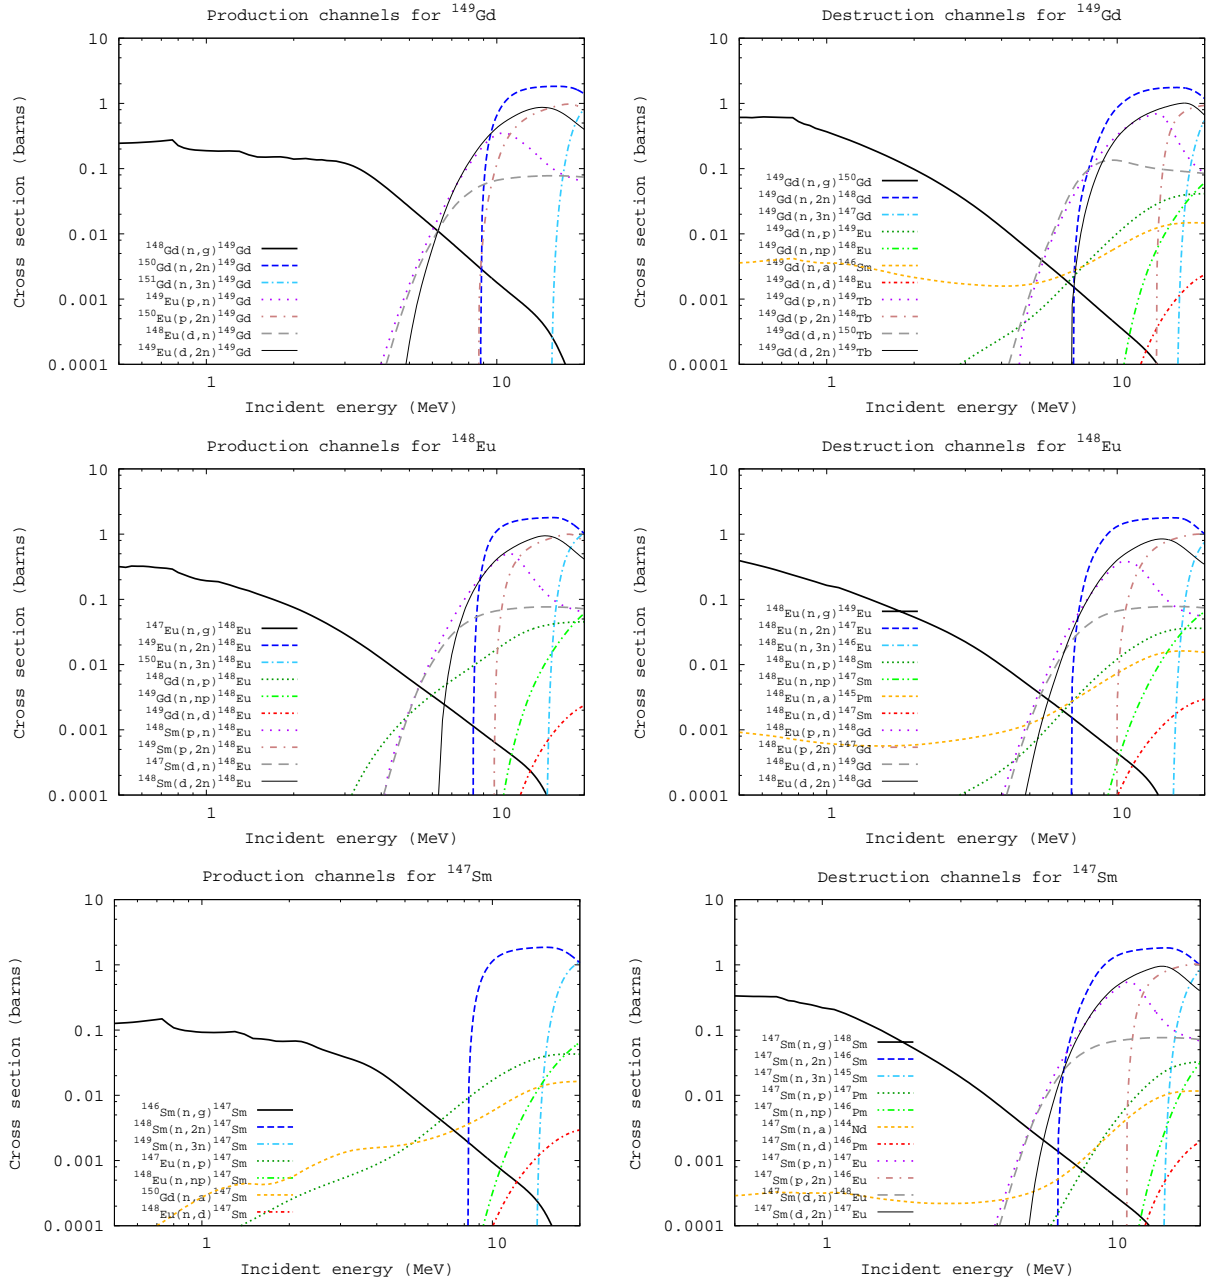 Production channels for ¹⁴⁹Gd
Cross section (barns)
10
1
0.1
0.01
0.001
0.0001
¹⁴⁸Gd(n,g)¹⁴⁹Gd
¹⁵⁰Gd(n,2n)¹⁴⁹Gd
¹⁵¹Gd(n,3n)¹⁴⁹Gd
¹⁴⁹Eu(p,n)¹⁴⁹Gd
¹⁵⁰Eu(p,2n)¹⁴⁹Gd
¹⁴⁸Eu(d,n)¹⁴⁹Gd
¹⁴⁹Eu(d,2n)¹⁴⁹Gd
1 10
Incident energy (MeV)
Destruction channels for ¹⁴⁹Gd
Cross section (barns)
10
1
0.1
0.01
0.001
0.0001
¹⁴⁹Gd(n,g)¹⁵⁰Gd
¹⁴⁹Gd(n,2n)¹⁴⁸Gd
¹⁴⁹Gd(n,3n)¹⁴⁷Gd
¹⁴⁹Gd(n,p)¹⁴⁹Eu
¹⁴⁹Gd(n,np)¹⁴⁸Eu
¹⁴⁹Gd(n,a)¹⁴⁶Sm
¹⁴⁹Gd(n,d)¹⁴⁸Eu
¹⁴⁹Gd(p,n)¹⁴⁹Tb
¹⁴⁹Gd(p,2n)¹⁴⁸Tb
¹⁴⁹Gd(d,n)¹⁵⁰Tb
¹⁴⁹Gd(d,2n)¹⁴⁹Tb
1 10
Incident energy (MeV)
Production channels for ¹⁴⁸Eu
Cross section (barns)
10
1
0.1
0.01
0.001
0.0001
¹⁴⁷Eu(n,g)¹⁴⁸Eu
¹⁴⁹Eu(n,2n)¹⁴⁸Eu
¹⁵⁰Eu(n,3n)¹⁴⁸Eu
¹⁴⁸Gd(n,p)¹⁴⁸Eu
¹⁴⁹Gd(n,np)¹⁴⁸Eu
¹⁴⁹Gd(n,d)¹⁴⁸Eu
¹⁴⁸Sm(p,n)¹⁴⁸Eu
¹⁴⁹Sm(p,2n)¹⁴⁸Eu
¹⁴⁷Sm(d,n)¹⁴⁸Eu
¹⁴⁸Sm(d,2n)¹⁴⁸Eu
1 10
Incident energy (MeV)
Destruction channels for ¹⁴⁸Eu
Cross section (barns)
10
1
0.1
0.01
0.001
0.0001
¹⁴⁸Eu(n,g)¹⁴⁹Eu
¹⁴⁸Eu(n,2n)¹⁴⁷Eu
¹⁴⁸Eu(n,3n)¹⁴⁶Eu
¹⁴⁸Eu(n,p)¹⁴⁸Sm
¹⁴⁸Eu(n,np)¹⁴⁷Sm
¹⁴⁸Eu(n,a)¹⁴⁵Pm
¹⁴⁸Eu(n,d)¹⁴⁷Sm
¹⁴⁸Eu(p,n)¹⁴⁸Gd
¹⁴⁸Eu(p,2n)¹⁴⁷Gd
¹⁴⁸Eu(d,n)¹⁴⁹Gd
¹⁴⁸Eu(d,2n)¹⁴⁸Gd
1 10
Incident energy (MeV)
Production channels for ¹⁴⁷Sm
Cross section (barns)
10
1
0.1
0.01
0.001
0.0001
¹⁴⁶Sm(n,g)¹⁴⁷Sm
¹⁴⁸Sm(n,2n)¹⁴⁷Sm
¹⁴⁹Sm(n,3n)¹⁴⁷Sm
¹⁴⁷Eu(n,p)¹⁴⁷Sm
¹⁴⁸Eu(n,np)¹⁴⁷Sm
¹⁵⁰Gd(n,a)¹⁴⁷Sm
¹⁴⁸Eu(n,d)¹⁴⁷Sm
1 10
Incident energy (MeV)
Destruction channels for ¹⁴⁷Sm
Cross section (barns)
10
1
0.1
0.01
0.001
0.0001
¹⁴⁷Sm(n,g)¹⁴⁸Sm
¹⁴⁷Sm(n,2n)¹⁴⁶Sm
¹⁴⁷Sm(n,3n)¹⁴⁵Sm
¹⁴⁷Sm(n,p)¹⁴⁷Pm
¹⁴⁷Sm(n,np)¹⁴⁶Pm
¹⁴⁷Sm(n,a)¹⁴⁴Nd
¹⁴⁷Sm(n,d)¹⁴⁶Pm
¹⁴⁷Sm(p,n)¹⁴⁷Eu
¹⁴⁷Sm(p,2n)¹⁴⁶Eu
¹⁴⁷Sm(d,n)¹⁴⁸Eu
¹⁴⁷Sm(d,2n)¹⁴⁷Eu
1 10
Incident energy (MeV)